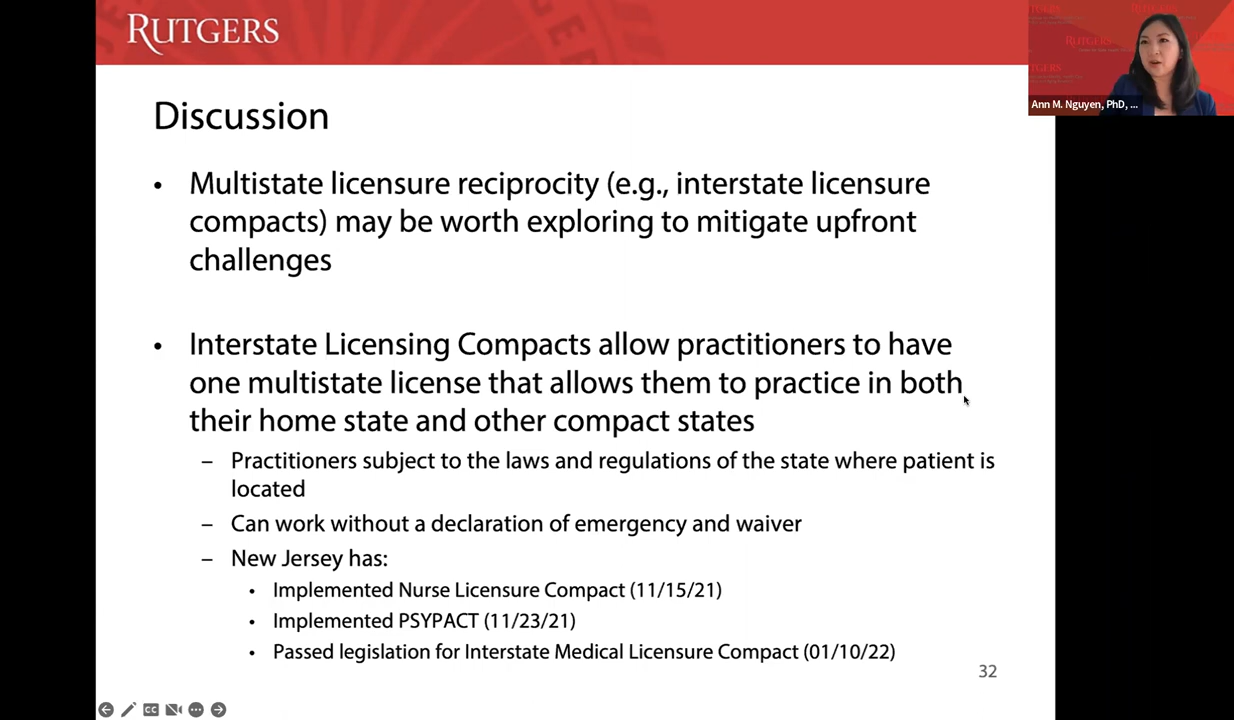 RUTGERS
Ann M. Nguyen, PhD, ...
Discussion
• Multistate licensure reciprocity (e.g., interstate licensure
compacts) may be worth exploring to mitigate upfront
challenges
• Interstate Licensing Compacts allow practitioners to have
one multistate license that allows them to practice in both
their home state and other compact states
– Practitioners subject to the laws and regulations of the state where patient is
located
– Can work without a declaration of emergency and waiver
– New Jersey has:
• Implemented Nurse Licensure Compact (11/15/21)
• Implemented PSYPACT (11/23/21)
• Passed legislation for Interstate Medical Licensure Compact (01/10/22)
32
CC